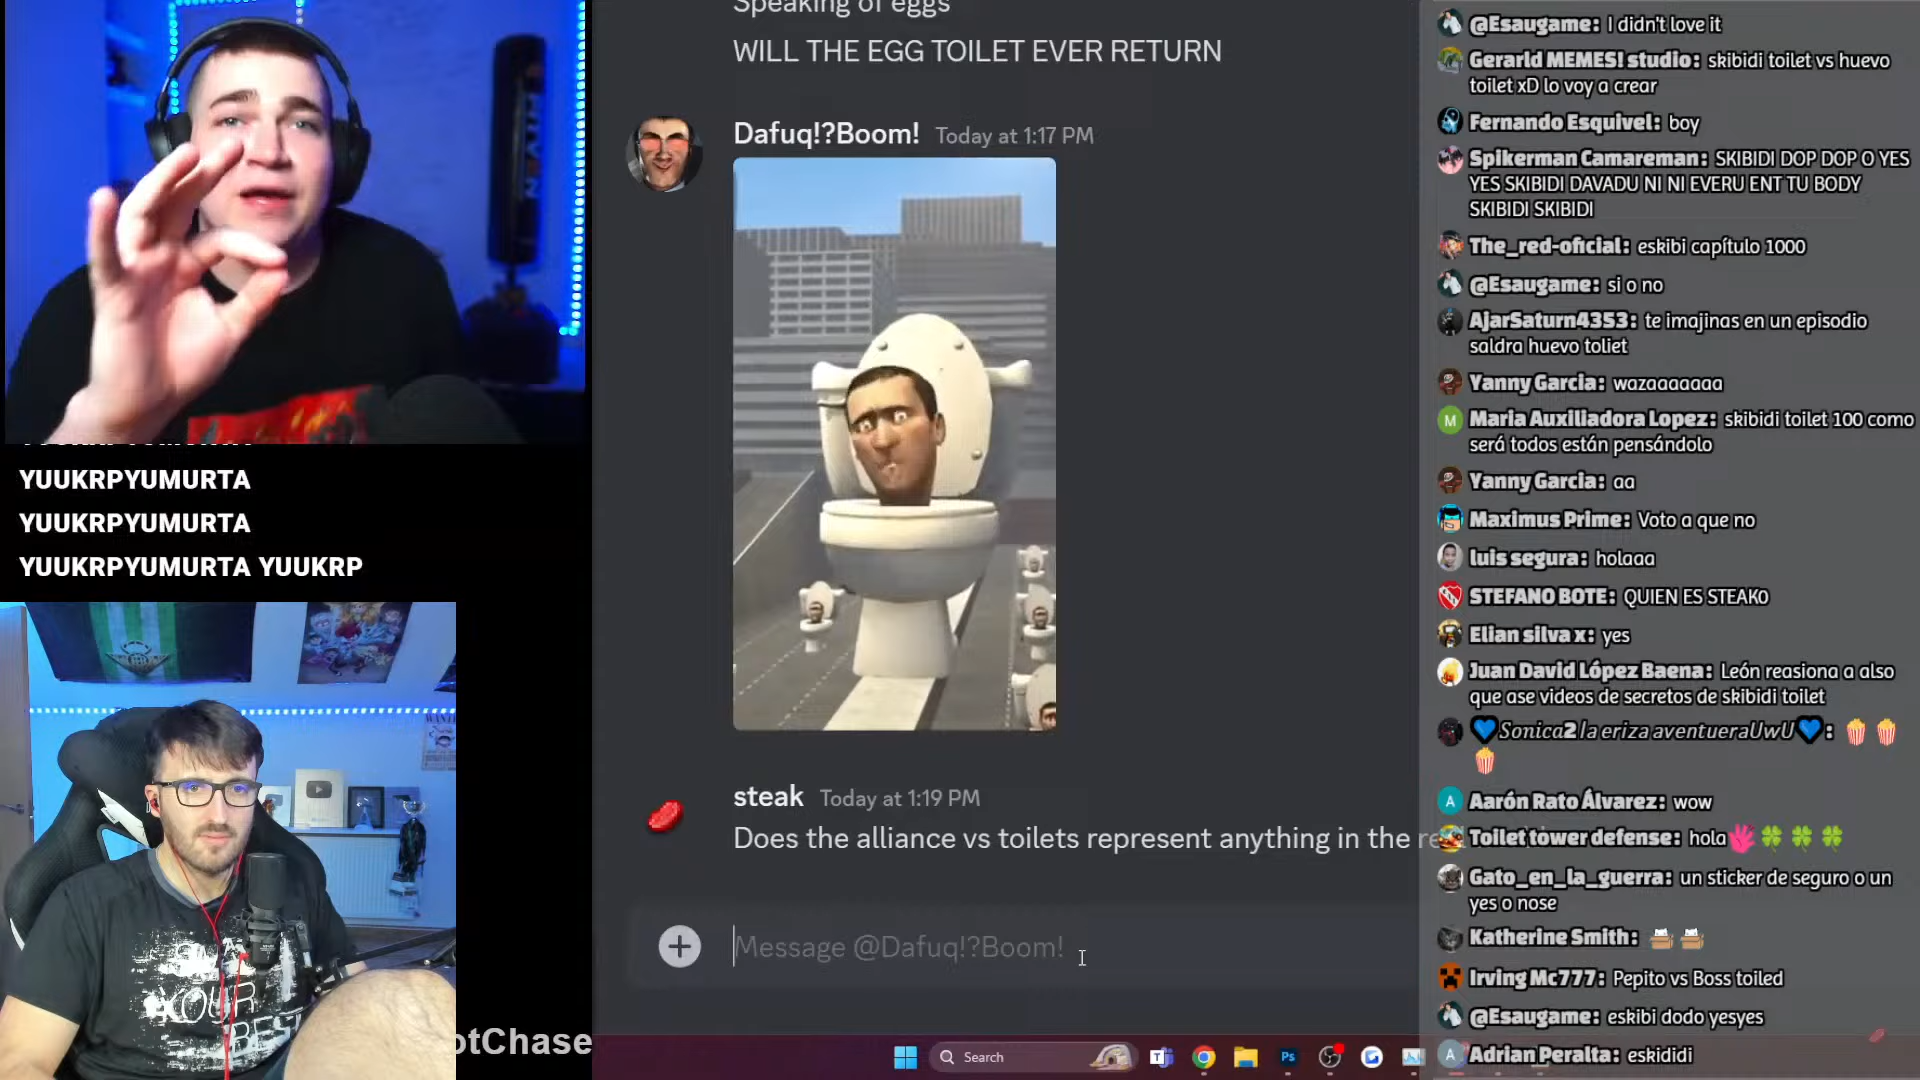 Speaking of eggs
WILL THE EGG TOILET EVER RETURN
Dafuq!?Boom! Today at 1:17 PM
steak Today at 1:19 PM
Does the alliance vs toilets represent anything in the
Message @Dafuq!?Boom!
YUUKRPYUMURTA
YUUKRPYUMURTA
YUUKRPYUMURTA YUUKRP
otChase
Search
@Esaugame: I didn't love it
Gerarld MEMES! studio: skibidi toilet vs huevo
toilet xD lo voy a crear
Fernando Esquivel: boy
Spikerman Camareman: SKIBIDI DOP DOP O YES
YES SKIBIDI DAVADU NI NI EVERU ENT TU BODY
SKIBIDI SKIBIDI
The_red-oficial: eskibi capítulo 1000
@Esaugame: si o no
AjarSaturn4353: te imajinas en un episodio
saldra huevo toliet
Yanny Garcia: wazaaaaaaa
M Maria Auxiliadora Lopez: skibidi toilet 100 como
será todos están pensándolo
Yanny Garcia: aa
Maximus Prime: Voto a que no
luis segura: holaaa
STEFANO BOTE: QUIEN ES STEAKO
Elian silva x: yes
Juan David López Baena: León reasiona a also
que ase videos de secretos de skibidi toilet
💙Sonica2la eriza aventueraUwU💙: 🍿 🍿
🍿
A Aarón Rato Álvarez: wow
Toilet tower defense: hola 🍀 🍀 🍀
Gato_en_la_guerra: un sticker de seguro o un
yes o nose
Katherine Smith:
Irving Mc777: Pepito vs Boss toiled
@Esaugame: eskibi dodo yesyes
A Adrian Peralta: eskididi
YOUR
BES
Ps